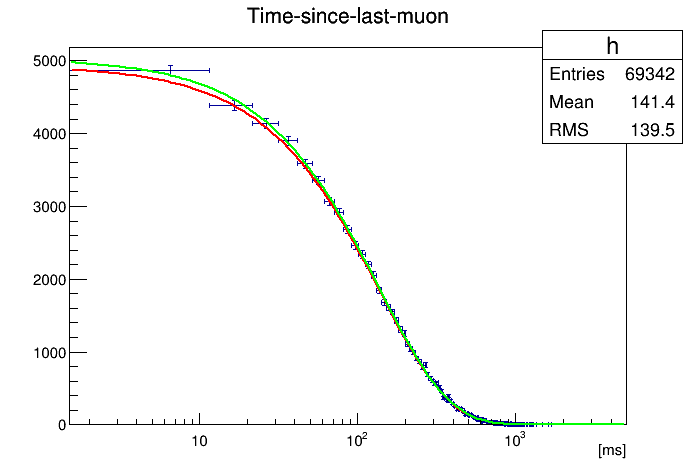 Time-since-last-muon
h
Entries 69342
Mean 141.4
RMS 139.5
5000
4000
3000
2000
1000
0
10 10² 10³
[ms]